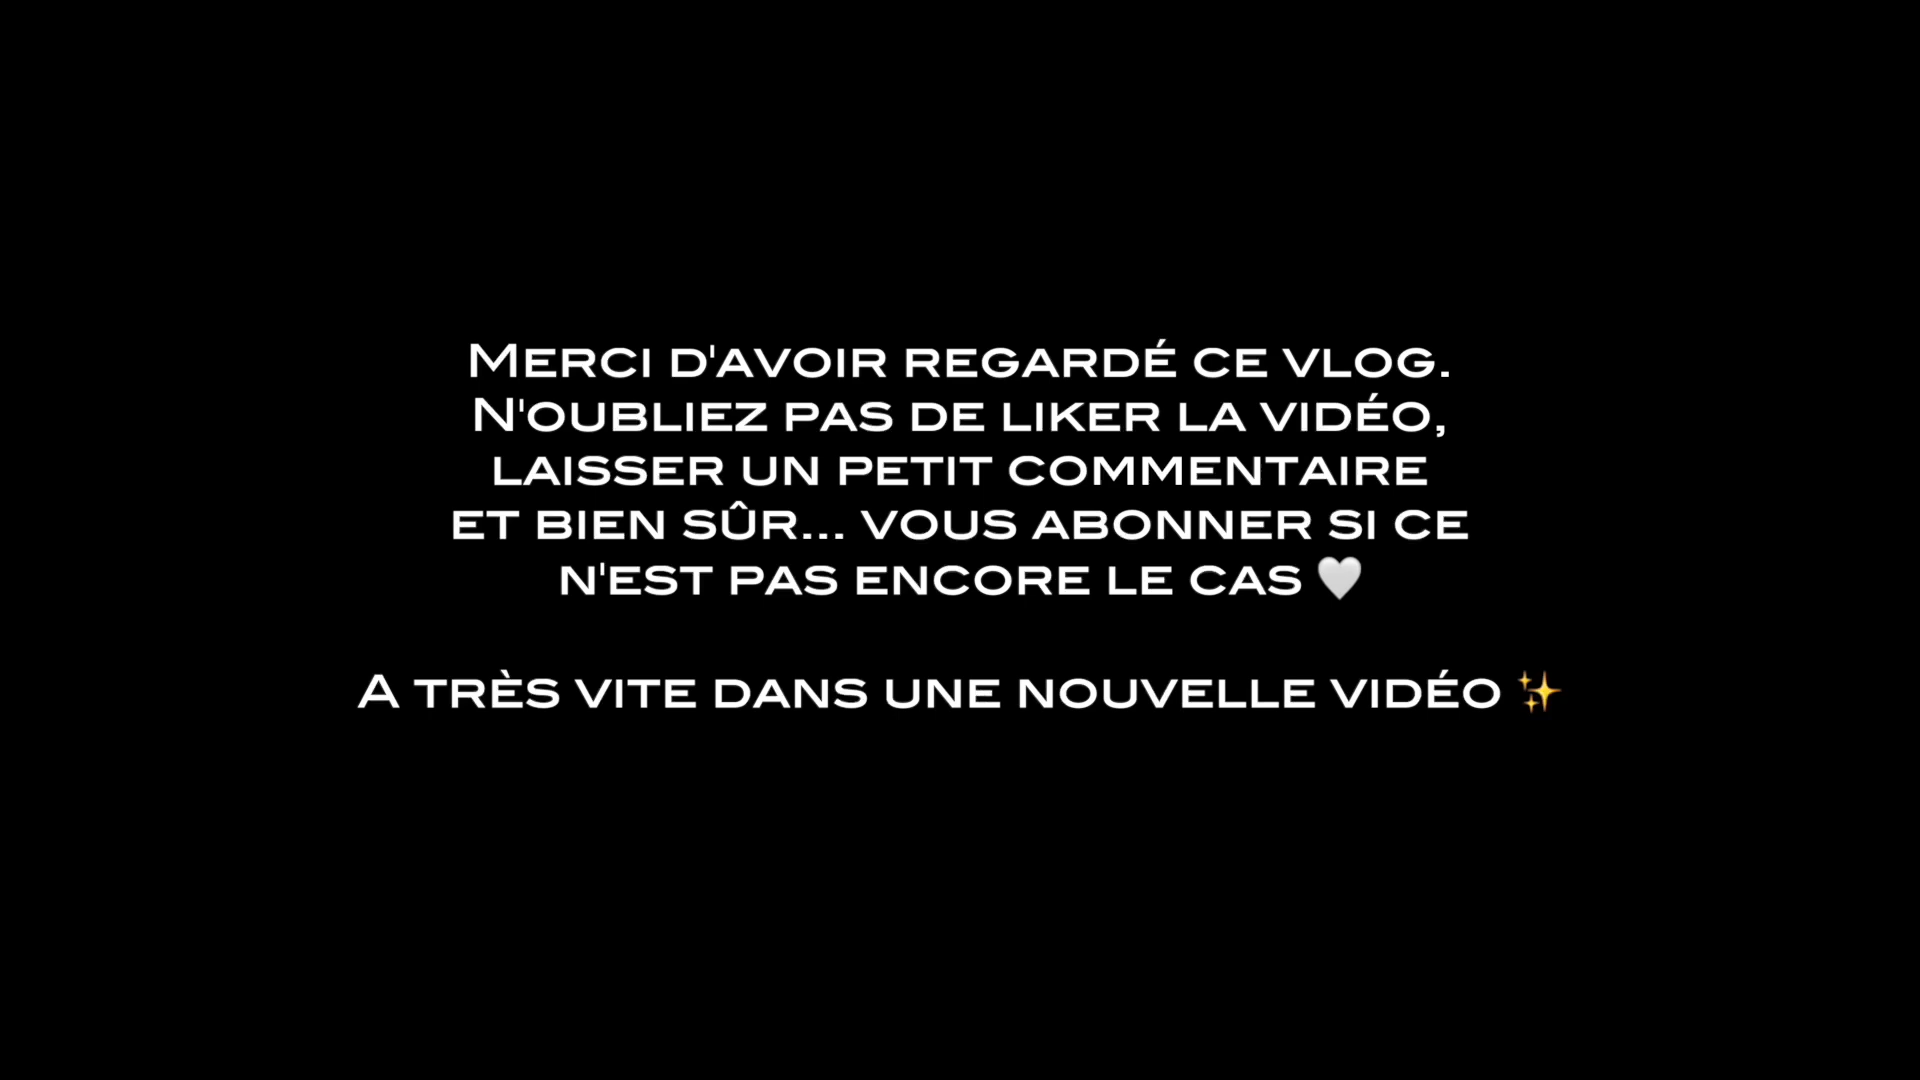 Merci d'avoir regardé ce vlog.
N'oubliez pas de liker la vidéo,
laisser un petit commentaire
et bien sûr... vous abonner si ce
n'est pas encore le cas 🤍
A très vite dans une nouvelle vidéo ✨